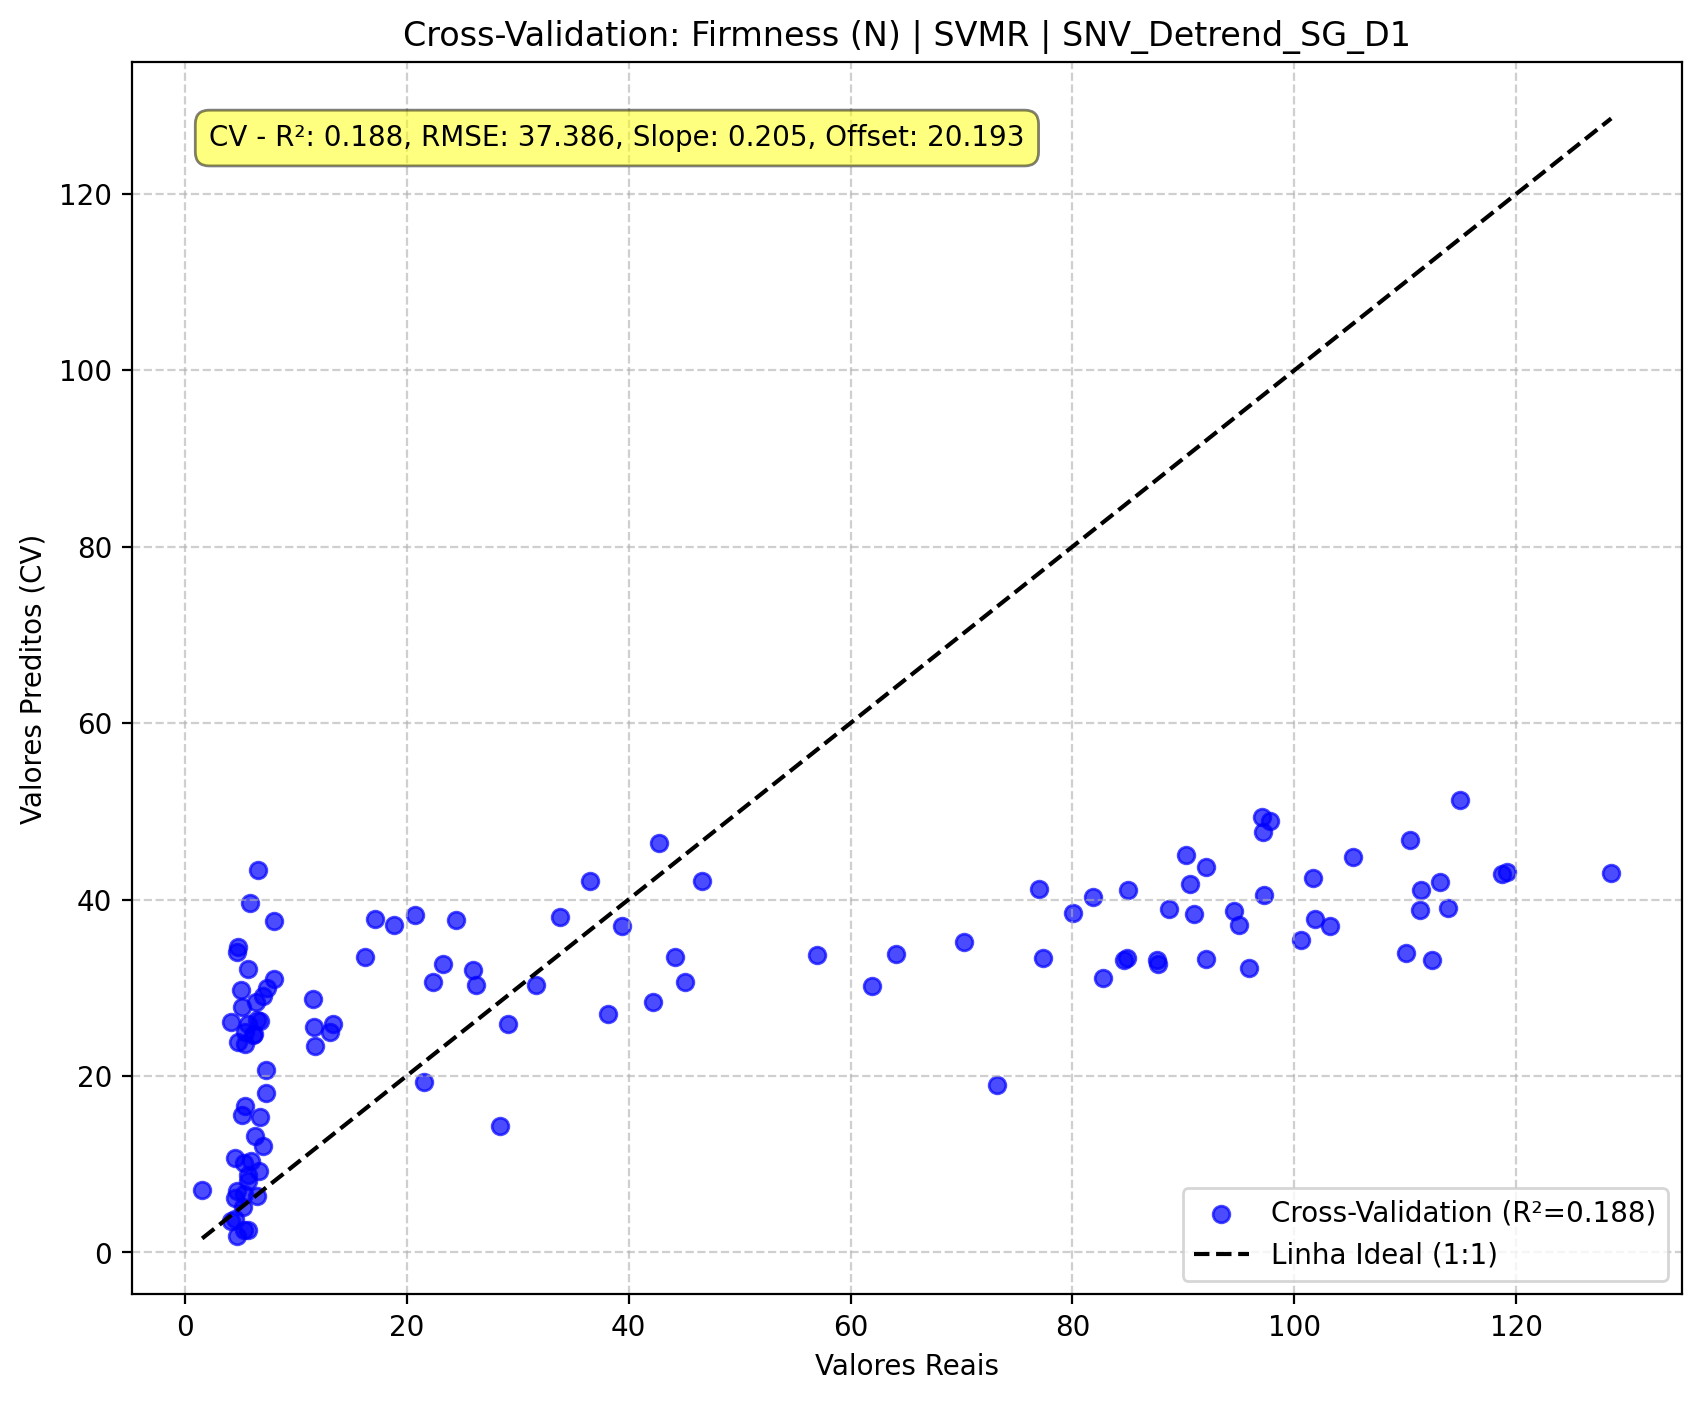 Cross-Validation: Firmness (N) | SVMR | SNV_Detrend_SG_D1
CV - R²: 0.188, RMSE: 37.386, Slope: 0.205, Offset: 20.193
120
100
80
60
40
20
0
Valores Preditos (CV)
Cross-Validation (R²=0.188)
Linha Ideal (1:1)
0 20 40 60 80 100 120
Valores Reais